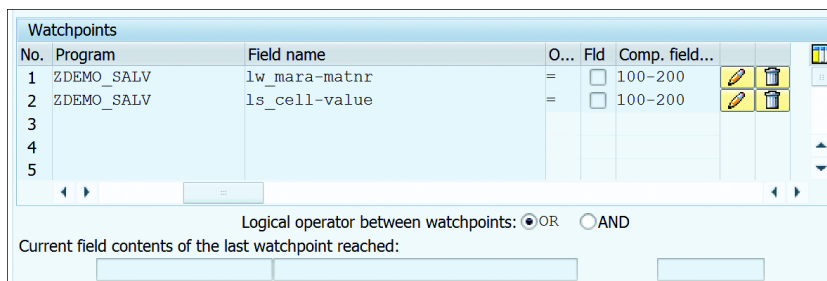 Watchpoints
No. Program Field name O... Fld Comp. field...
1 ZDEMO_SALV lw_mara-matnr = 100-200
2 ZDEMO_SALV ls_cell-value = 100-200
3
4
5
Logical operator between watchpoints: OR AND
Current field contents of the last watchpoint reached: